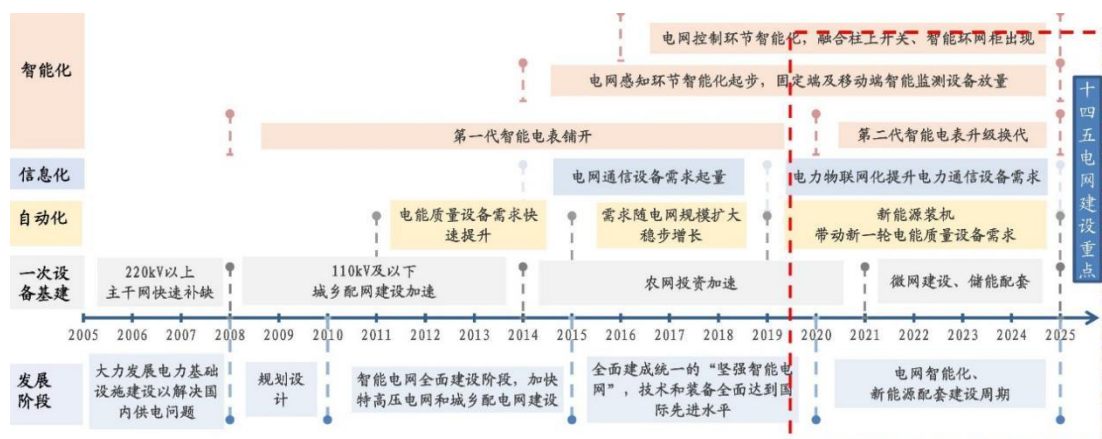 智能化
电网控制环节智能化，融合柱上开关、智能环网柜出现
电网感知环节智能化起步，固定端及移动端智能监测设备放量
第一代智能电表铺开
第二代智能电表升级换代
信息化
电网通信设备需求起量
电力物联网化提升电力通信设备需求
自动化
电能质量设备需求快
速提升
需求随电网规模扩大
稳步增长
新能源装机
带动新一轮电能质量设备需求
一次设
备基建
220kV以上
主干网快速补缺
110kV及以下
城乡配网建设加速
农网投资加速
微网建设、储能配套
2005 2006 2007 2008 2009 2010 2011 2012 2013 2014 2015 2016 2017 2018 2019 2020 2021 2022 2023 2024 2025
发展
阶段
大力发展电力基础
设施建设以解决国
内供电问题
规划设
计
智能电网全面建设阶段，加快
特高压电网和城乡配电网建设
全面建成统一的“坚强智能电
网”，技术和装备全面达到国
际先进水平
电网智能化、
新能源配套建设周期
十四五电网建设重点